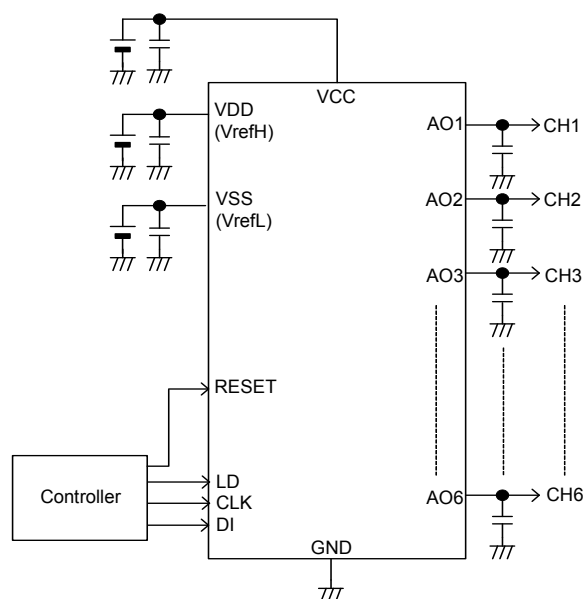 VCC
VDD
(VrefH)
AO1
CH1
VSS
(VrefL)
AO2
CH2
AO3
CH3
RESET
Controller
LD
CLK
DI
AO6
CH6
GND